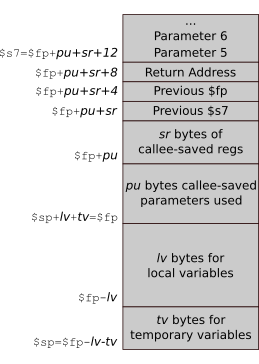 ...
Parameter 6
$s7=$fp+pu+sr+12 Parameter 5
$fp+pu+sr+8 Return Address
$fp+pu+sr+4 Previous $fp
$fp+pu+sr Previous $s7
sr bytes of
callee-saved regs
$fp+pu
pu bytes callee-saved
parameters used
$sp+lv+tv=$fp
lv bytes for
local variables
$fp-lv
tv bytes for
temporary variables
$sp=$fp-lv-tv